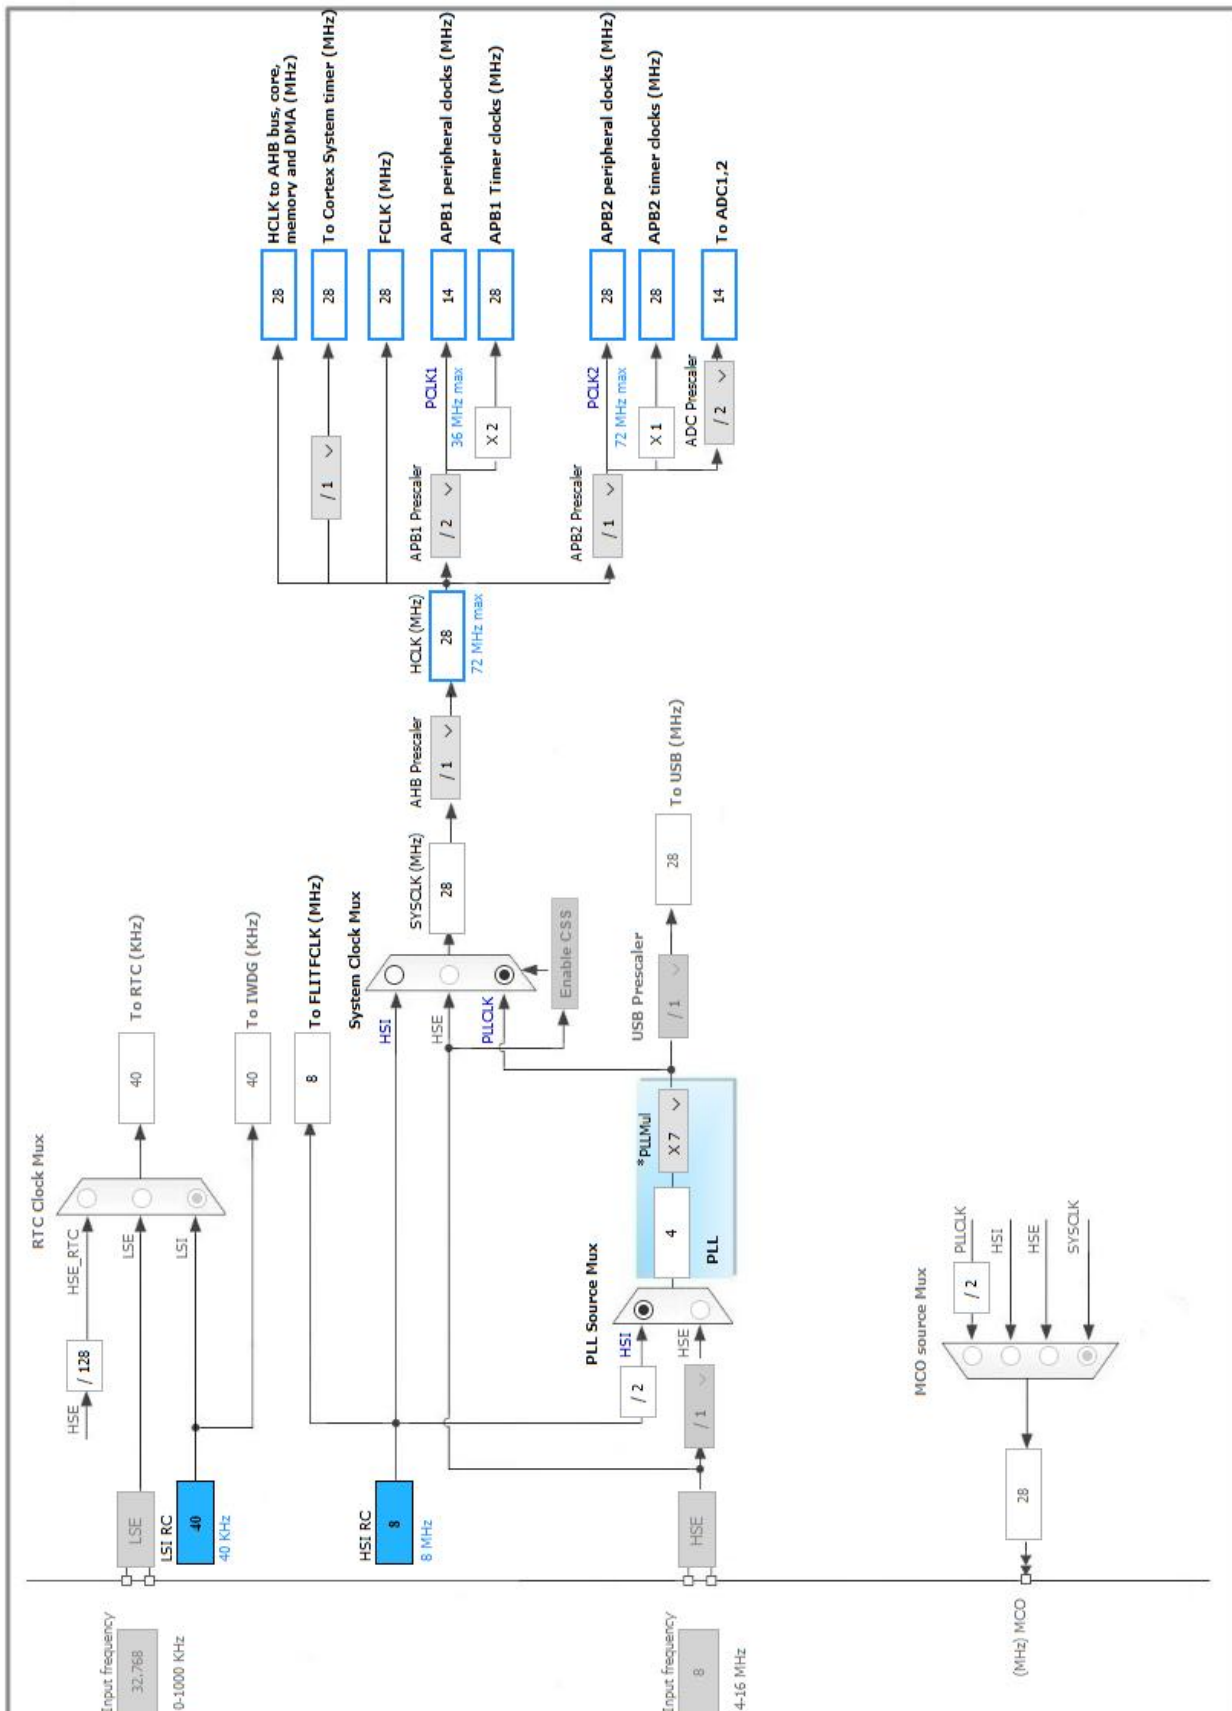 Input frequency
32.768
0-1000 KHz
LSE
LSI RC
40
40 KHz
HSE
/ 128
HSE_RTC
LSE
LSI
RTC Clock Mux
40
To RTC (KHz)
40
To IWDG (KHz)
HSI RC
8
8 MHz
8
To FLITFCLK (MHz)
System Clock Mux
HSI
HSE
PLLCLK
Enable CSS
SYSCLK (MHz)
28
AHB Prescaler
/ 1
HCLK (MHz)
28
72 MHz max
28
HCLK to AHB bus, core,
memory and DMA (MHz)
/ 1
28
To Cortex System timer (MHz)
28
FCLK (MHz)
APB1 Prescaler
/ 2
PCLK1
36 MHz max
14
APB1 peripheral clocks (MHz)
X 2
28
APB1 Timer clocks (MHz)
APB2 Prescaler
/ 1
PCLK2
72 MHz max
28
APB2 peripheral clocks (MHz)
X 1
28
APB2 timer clocks (MHz)
ADC Prescaler
/ 2
14
To ADC1,2
Input frequency
8
4-16 MHz
HSE
/ 1
/ 2
PLL Source Mux
HSI
HSE
4
*PLLMul
X 7
PLL
USB Prescaler
/ 1
28
To USB (MHz)
MCO source Mux
/ 2
PLLCLK
HSI
HSE
SYSCLK
28
(MHz) MCO